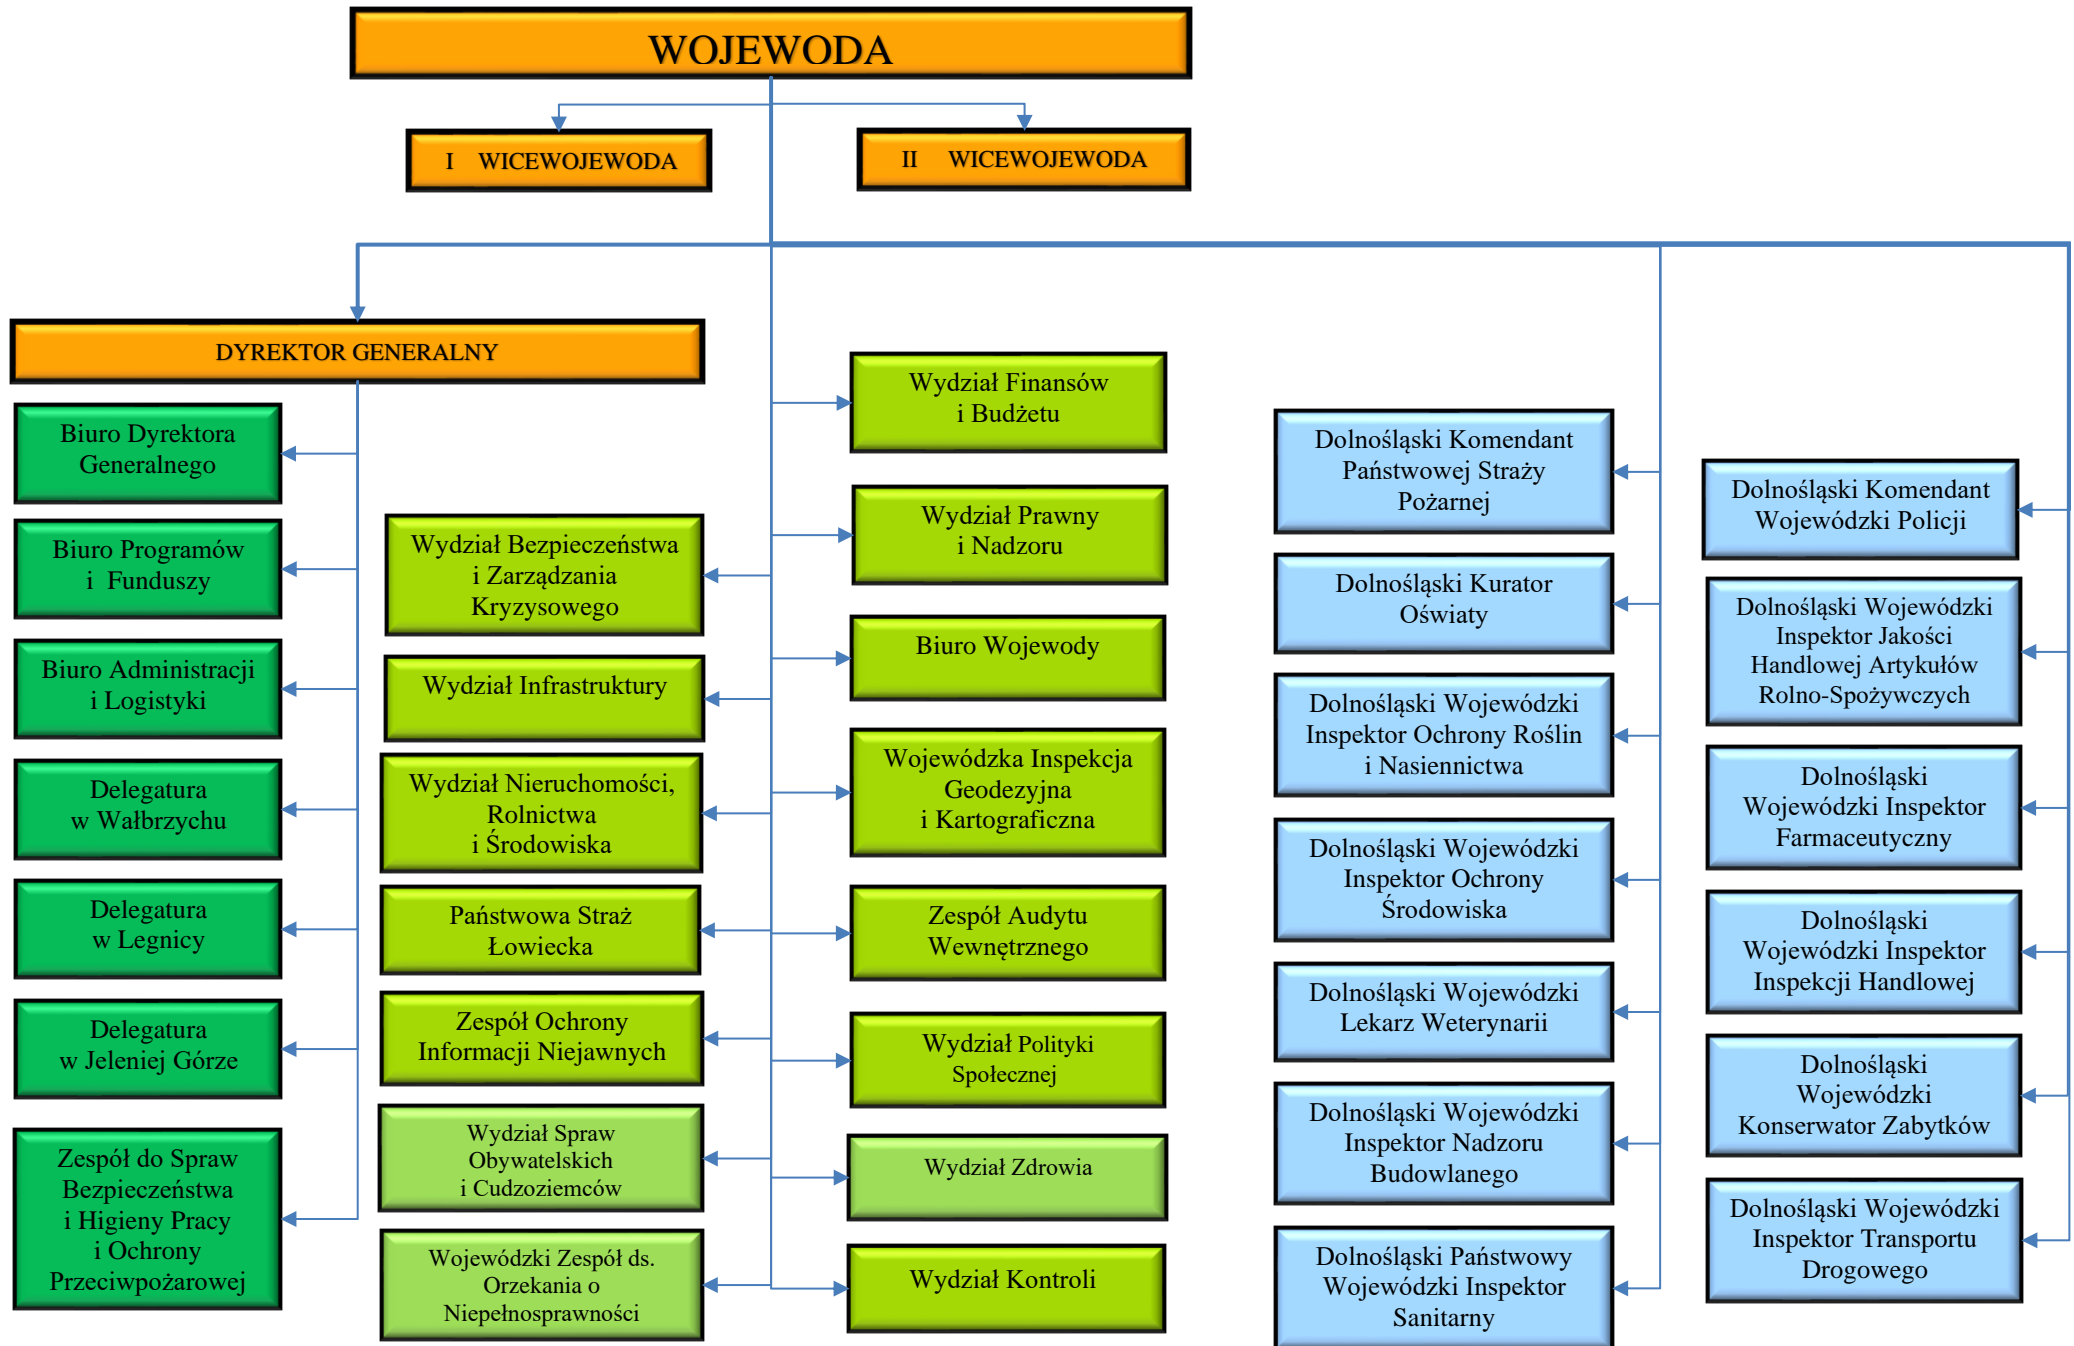 WOJEWODA
I WICEWOJEWODA
II WICEWOJEWODA
DYREKTOR GENERALNY
Biuro Dyrektora
Generalnego
Biuro Programów
i Funduszy
Biuro Administracji
i Logistyki
Delegatura
w Wałbrzychu
Delegatura
w Legnicy
Delegatura
w Jeleniej Górze
Zespół do Spraw
Bezpieczeństwa
i Higieny Pracy
i Ochrony
Przeciwpożarowej
Wydział Bezpieczeństwa
i Zarządzania
Kryzysowego
Wydział Infrastruktury
Wydział Nieruchomości,
Rolnictwa
i Środowiska
Państwowa Straż
Łowiecka
Zespół Ochrony
Informacji Niejawnych
Wydział Spraw
Obywatelskich
i Cudzoziemców
Wojewódzki Zespół ds.
Orzekania o
Niepełnosprawności
Wydział Finansów
i Budżetu
Wydział Prawny
i Nadzoru
Biuro Wojewody
Wojewódzka Inspekcja
Geodezyjna
i Kartograficzna
Zespół Audytu
Wewnętrznego
Wydział Polityki
Społecznej
Wydział Zdrowia
Wydział Kontroli
Dolnośląski Komendant
Państwowej Straży
Pożarnej
Dolnośląski Kurator
Oświaty
Dolnośląski Wojewódzki
Inspektor Ochrony Roślin
i Nasiennictwa
Dolnośląski Wojewódzki
Inspektor Ochrony
Środowiska
Dolnośląski Wojewódzki
Lekarz Weterynarii
Dolnośląski Wojewódzki
Inspektor Nadzoru
Budowlanego
Dolnośląski Państwowy
Wojewódzki Inspektor
Sanitarny
Dolnośląski Komendant
Wojewódzki Policji
Dolnośląski Wojewódzki
Inspektor Jakości
Handlowej Artykułów
Rolno-Spożywczych
Dolnośląski
Wojewódzki Inspektor
Farmaceutyczny
Dolnośląski
Wojewódzki Inspektor
Inspekcji Handlowej
Dolnośląski
Wojewódzki
Konserwator Zabytków
Dolnośląski Wojewódzki
Inspektor Transportu
Drogowego